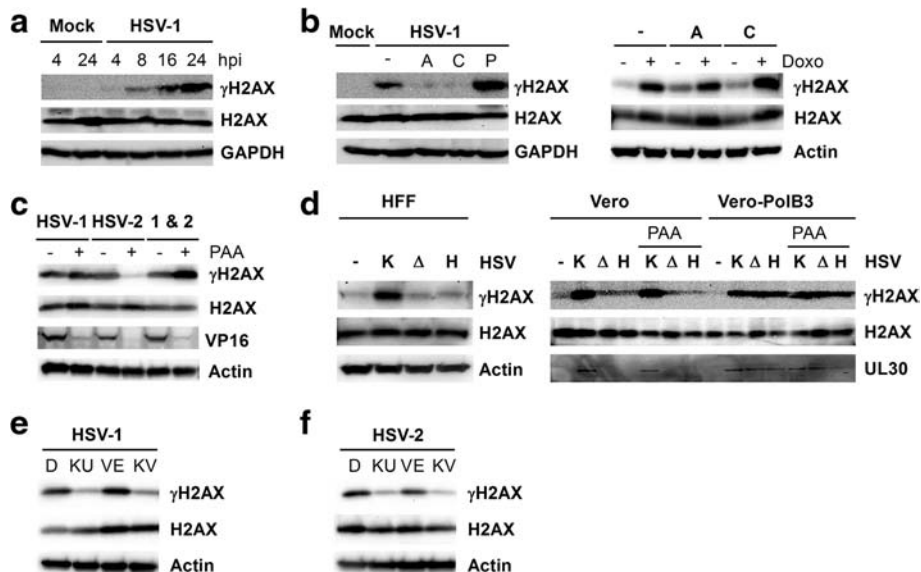 a
Mock HSV-1
4 24 4 8 16 24 hpi
γH2AX
H2AX
GAPDH
b
Mock HSV-1
- A C P
γH2AX
H2AX
GAPDH
- A C
- + - + - + Doxo
γH2AX
H2AX
Actin
c
HSV-1 HSV-2 1 & 2
- + - + - + PAA
γH2AX
H2AX
VP16
Actin
d
HFF
- K Δ H HSV
γH2AX
H2AX
Actin
Vero Vero-PolB3
PAA PAA
- K Δ H K Δ H - K Δ H K Δ H HSV
γH2AX
H2AX
UL30
e
HSV-1
D KU VE KV
γH2AX
H2AX
Actin
f
HSV-2
D KU VE KV
γH2AX
H2AX
Actin